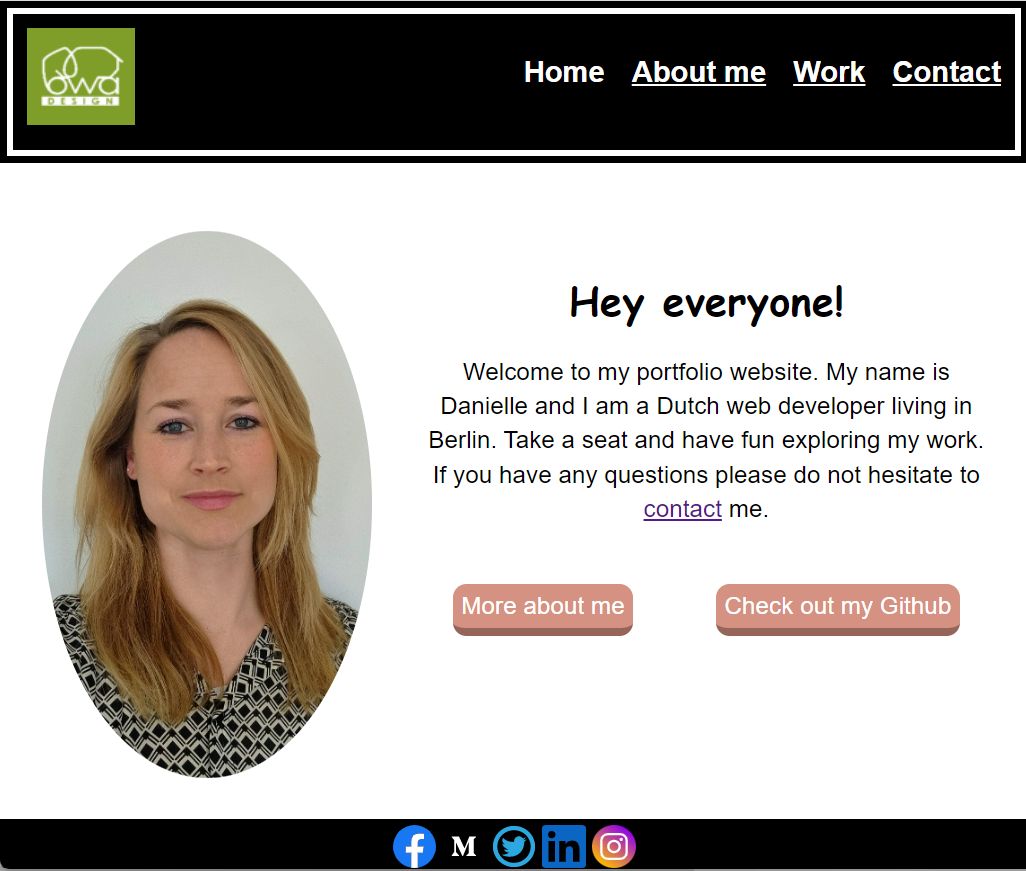 owa
DESIGN
Home About me Work Contact
Hey everyone!
Welcome to my portfolio website. My name is
Danielle and I am a Dutch web developer living in
Berlin. Take a seat and have fun exploring my work.
If you have any questions please do not hesitate to
contact me.
More about me Check out my Github
M
in